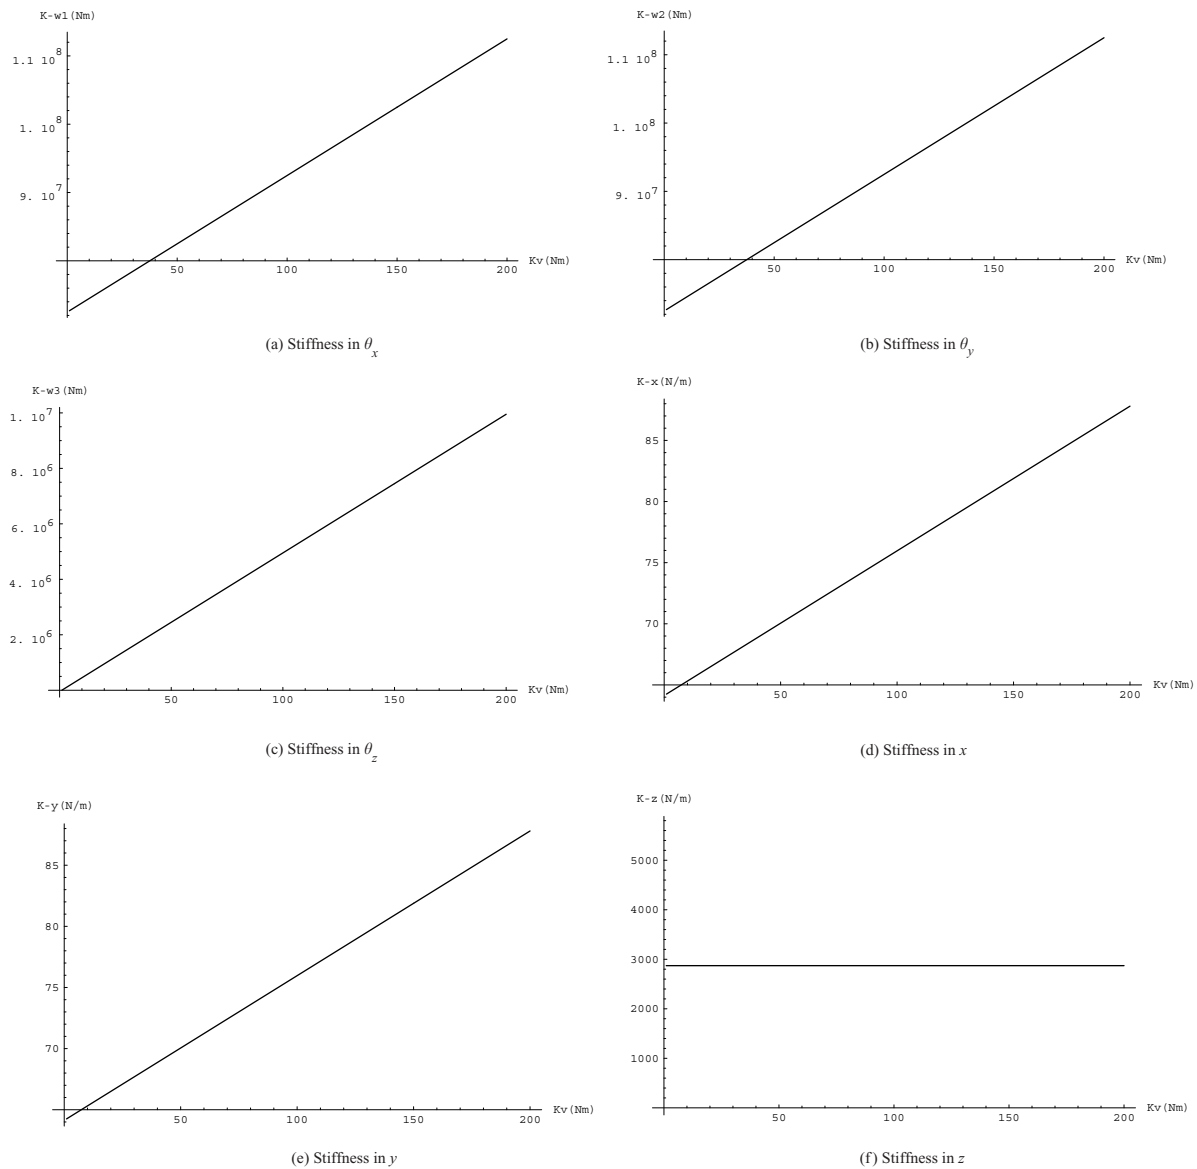 K-w1(Nm)
1.1 10^8
1. 10^8
9. 10^7
50 100 150 200 Kv(Nm)
(a) Stiffness in θ_x
K-w2(Nm)
1.1 10^8
1. 10^8
9. 10^7
50 100 150 200 Kv(Nm)
(b) Stiffness in θ_y
K-w3(Nm)
1. 10^7
8. 10^6
6. 10^6
4. 10^6
2. 10^6
50 100 150 200 Kv(Nm)
(c) Stiffness in θ_z
K-x(N/m)
85
80
75
70
50 100 150 200 Kv(Nm)
(d) Stiffness in x
K-y(N/m)
85
80
75
70
50 100 150 200 Kv(Nm)
(e) Stiffness in y
K-z(N/m)
5000
4000
3000
2000
1000
50 100 150 200 Kv(Nm)
(f) Stiffness in z